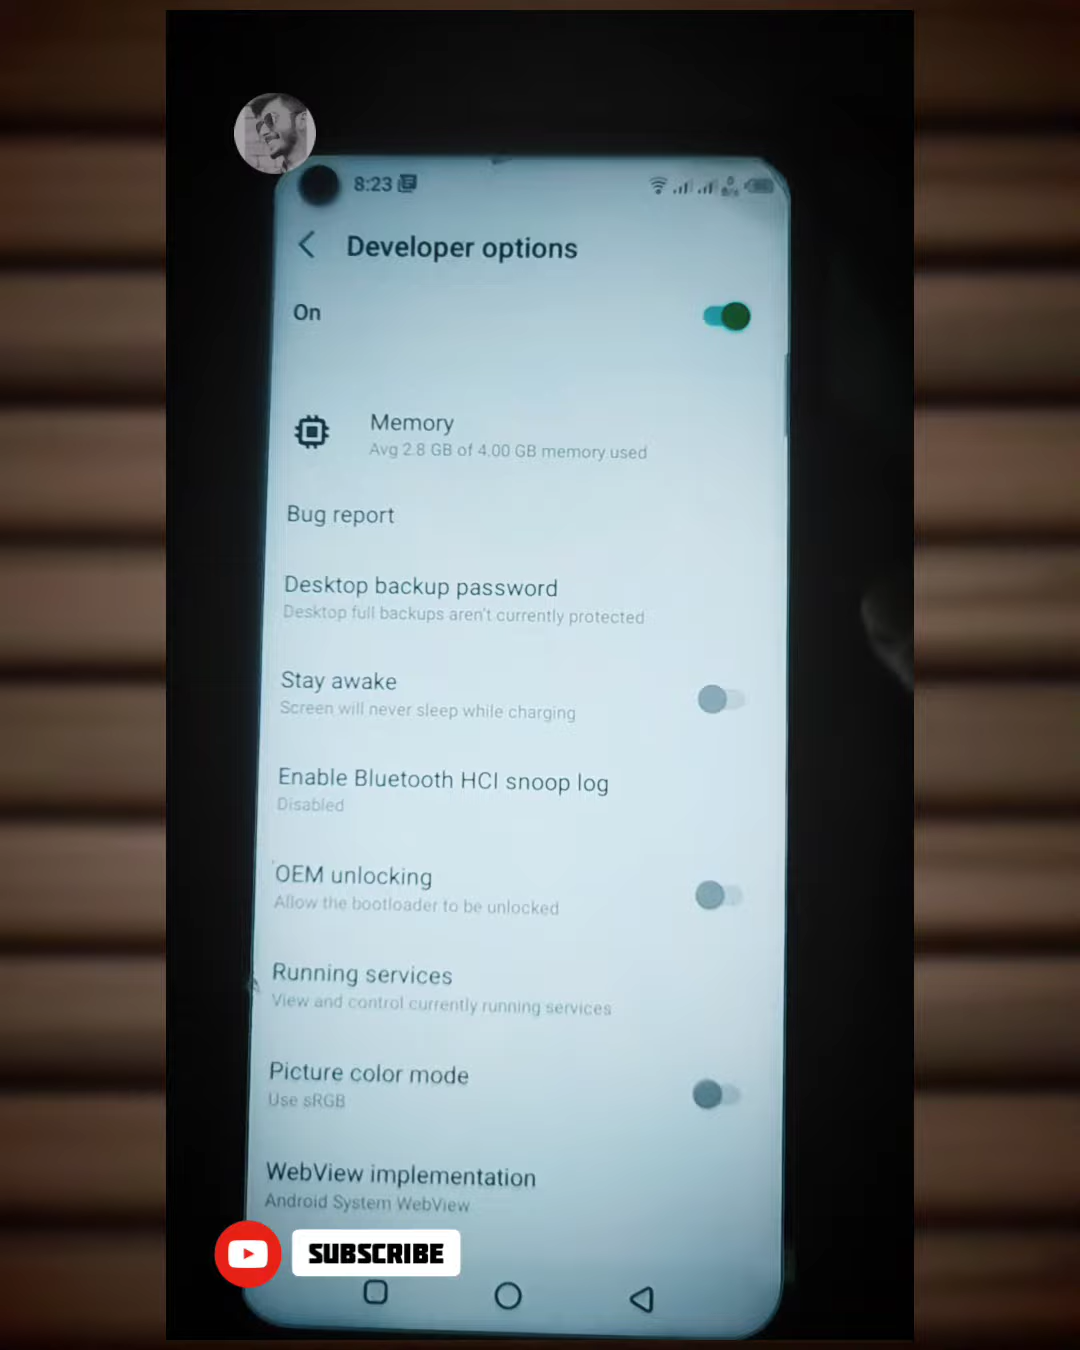 8:23
Developer options
On
Memory
Avg 2.8 GB of 4.00 GB memory used
Bug report
Desktop backup password
Desktop full backups aren't currently protected
Stay awake
Screen will never sleep while charging
Enable Bluetooth HCI snoop log
Disabled
OEM unlocking
Allow the bootloader to be unlocked
Running services
View and control currently running services
Picture color mode
Use sRGB
WebView implementation
Android System WebView
SUBSCRIBE